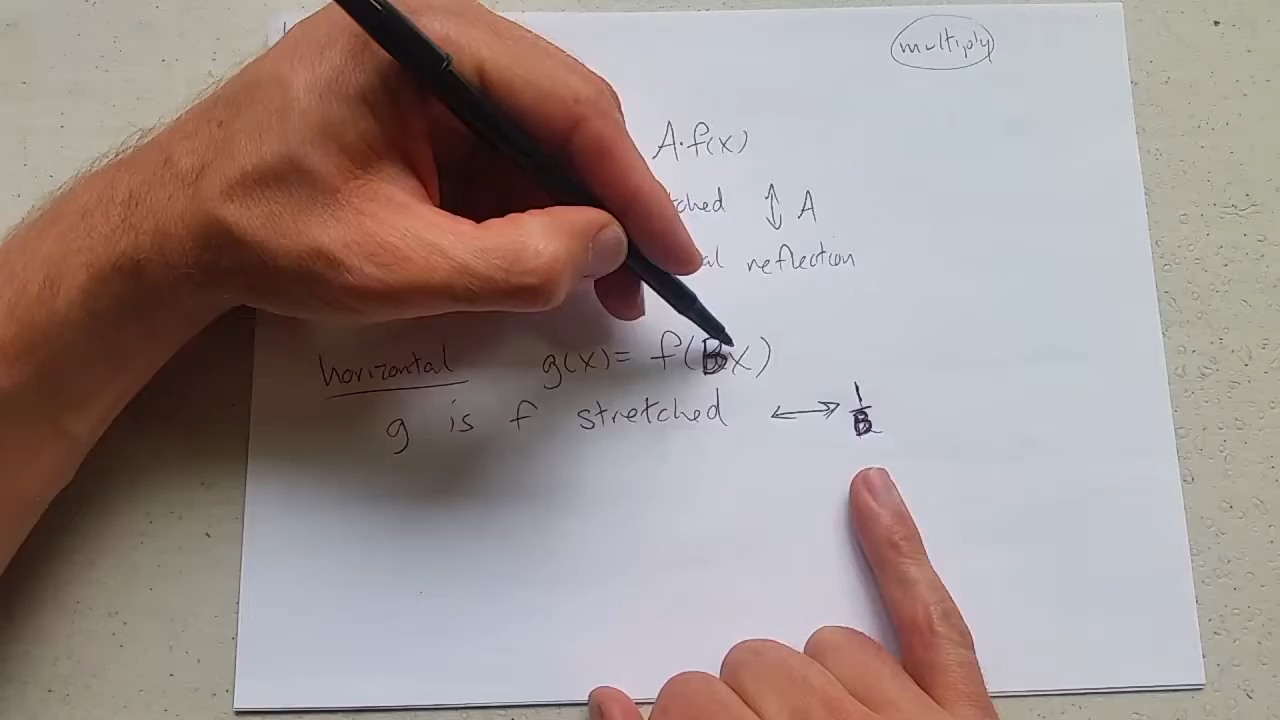 multiply
A·f(x)
↕ A
reflection
horizontal g(x)= f(Bx)
g is f stretched ↔ 1/B